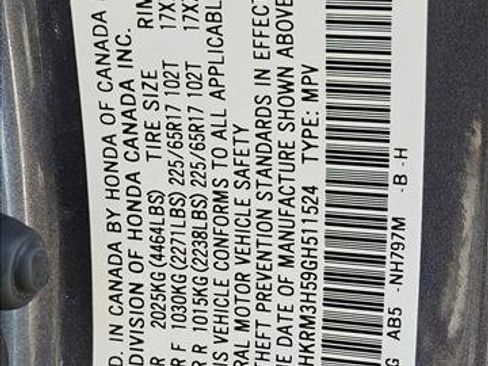 D. IN CANADA BY HONDA OF CANADA
DIVISION OF HONDA CANADA INC.
R 2025KG (4464LBS) TIRE SIZE RIM
R F 1030KG (2271LBS) 225/65R17 102T 17X
R R 1015KG (2238LBS) 225/65R17 102T 17X
IS VEHICLE CONFORMS TO ALL APPLICABLE
RAL MOTOR VEHICLE SAFETY
THEFT PREVENTION STANDARDS IN EFFECT
HE DATE OF MANUFACTURE SHOWN ABOVE
HKRM3H59GH511524 TYPE: MPV
G AB5 -NH797M -B -H